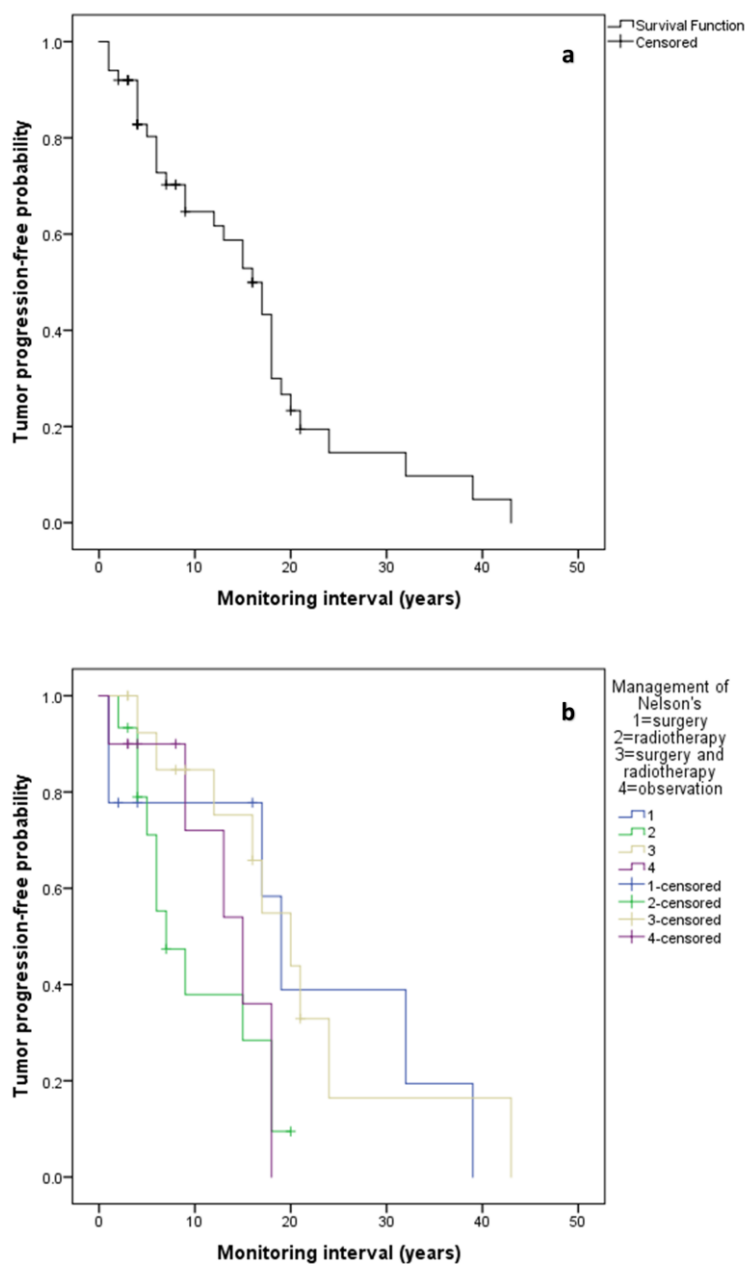 a
Survival Function
Censored
Tumor progression-free probability
1.0
0.8
0.6
0.4
0.2
0.0
0 10 20 30 40 50
Monitoring interval (years)
b
Management of
Nelson's
1=surgery
2=radiotherapy
3=surgery and
radiotherapy
4=observation
1
2
3
4
1-censored
2-censored
3-censored
4-censored
Tumor progression-free probability
1.0
0.8
0.6
0.4
0.2
0.0
0 10 20 30 40 50
Monitoring interval (years)